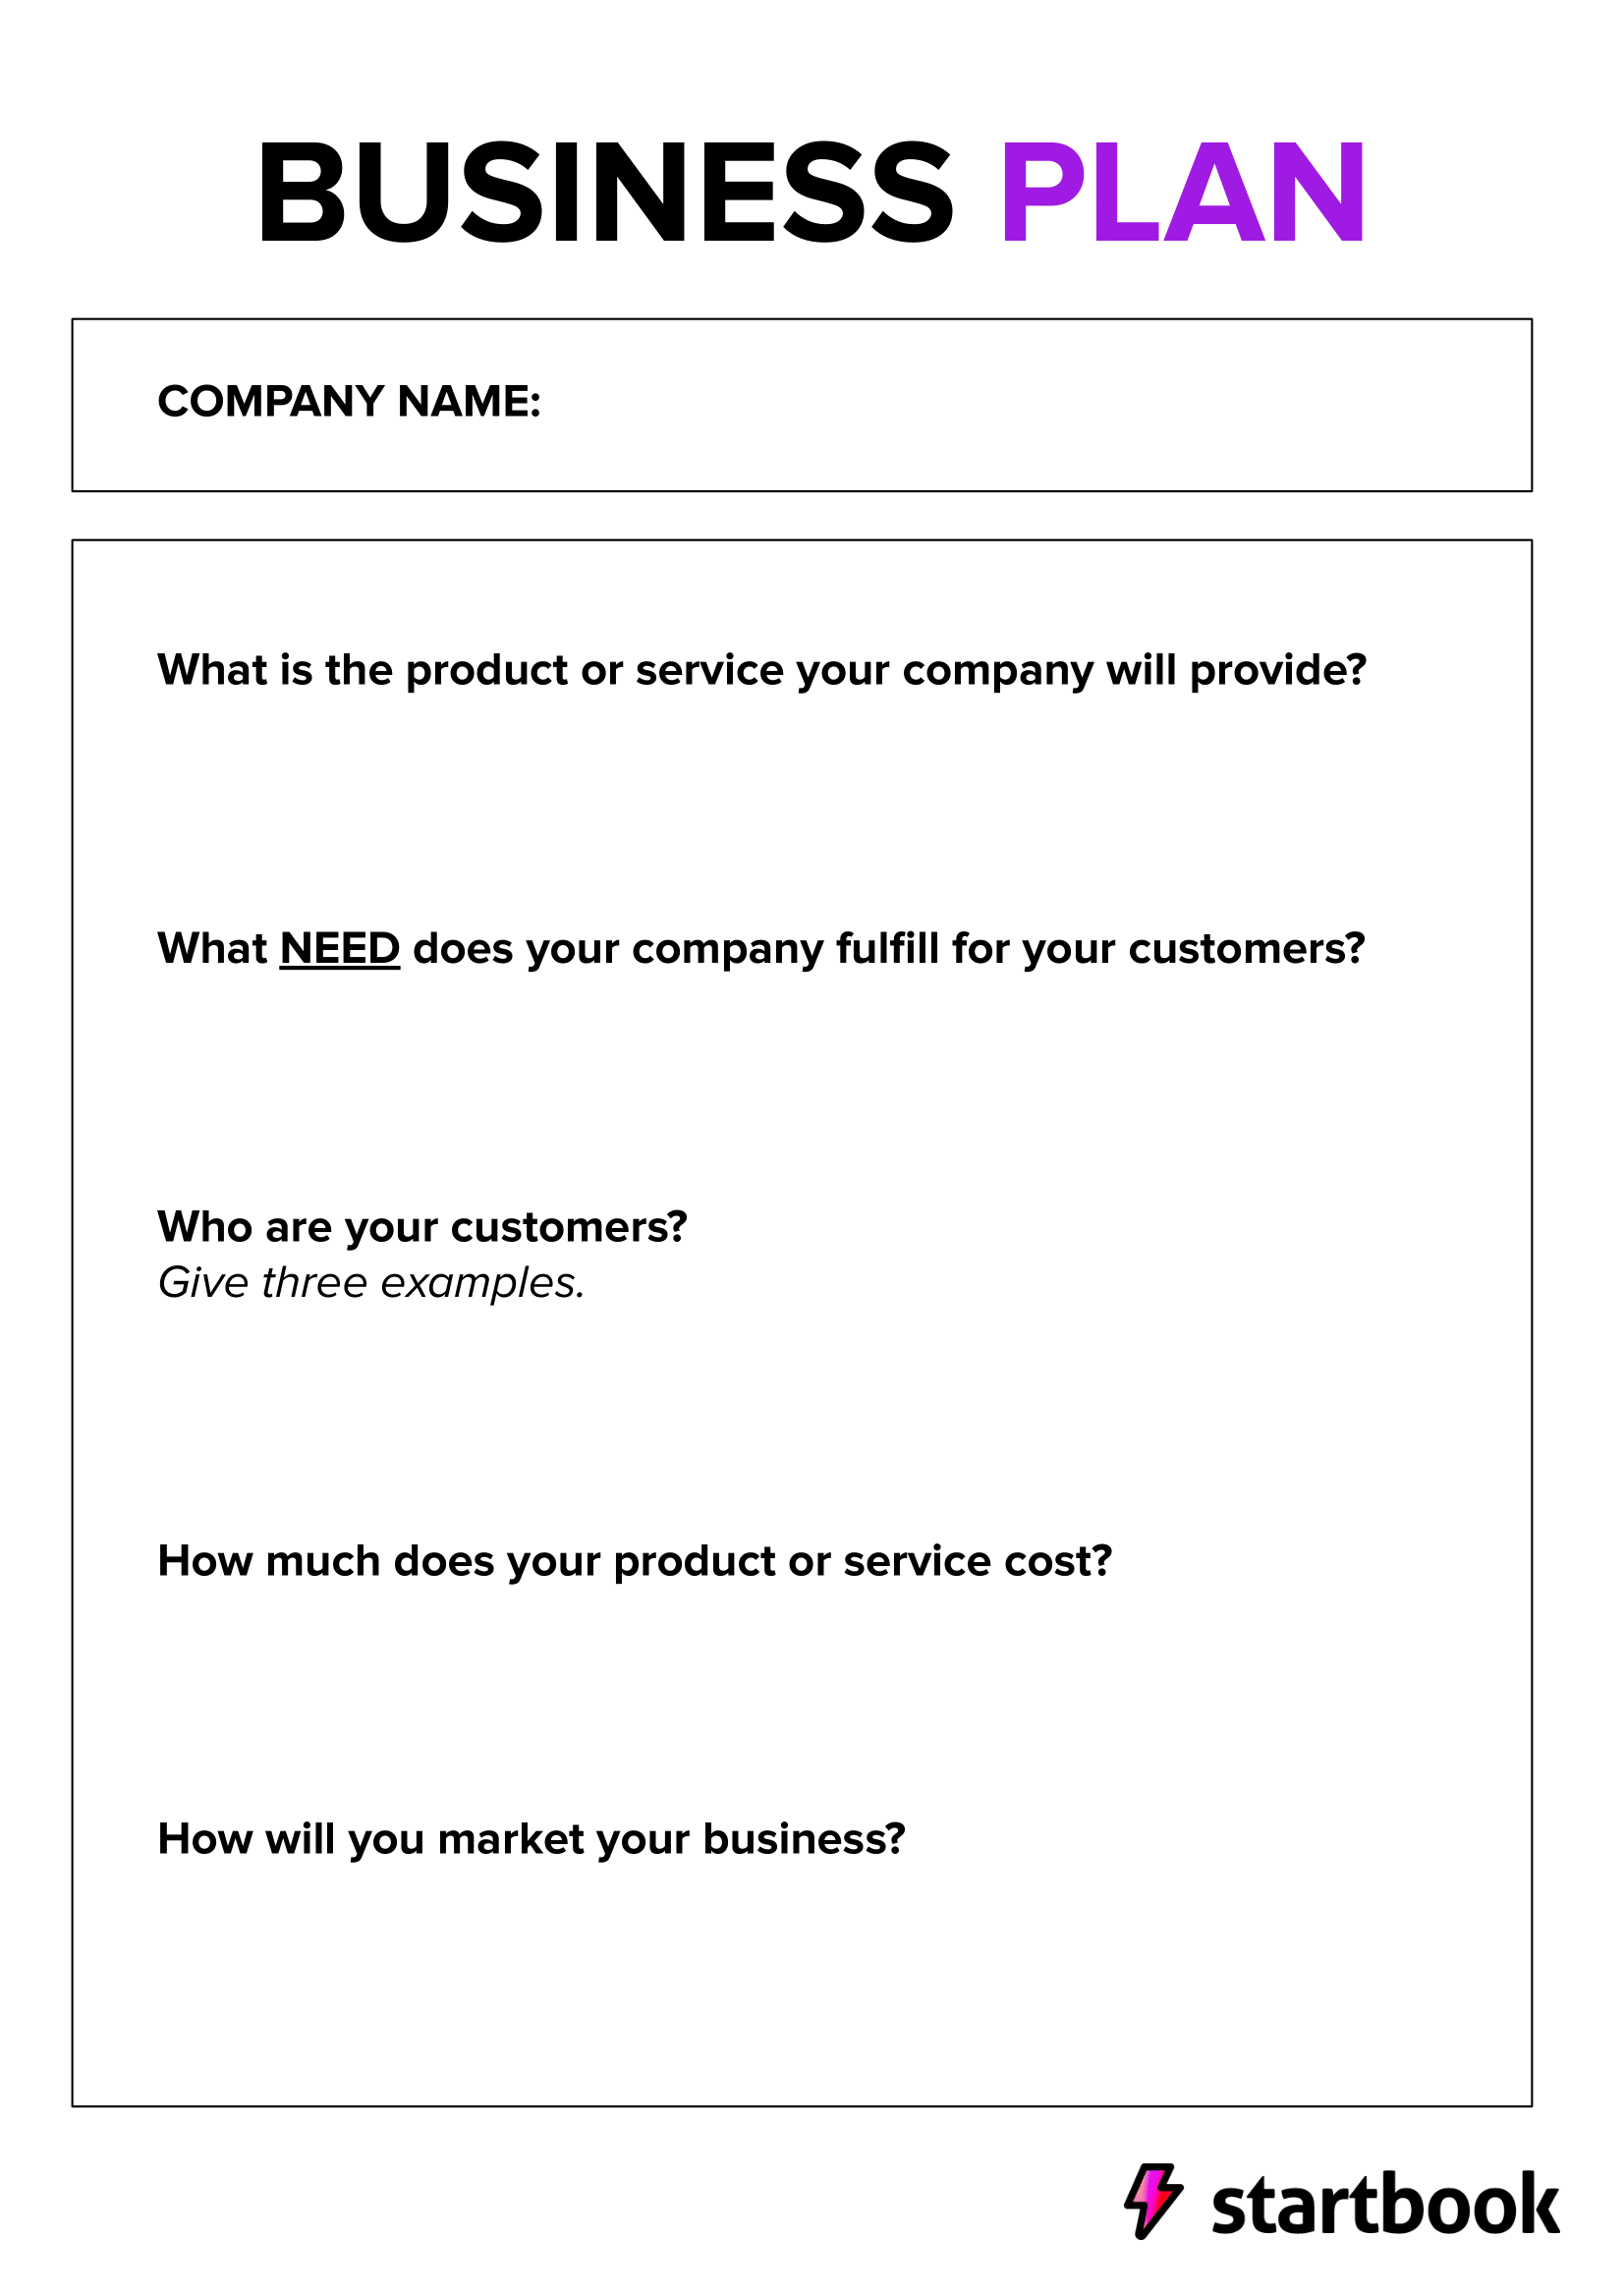 BUSINESS PLAN
COMPANY NAME:
What is the product or service your company will provide?
What NEED does your company fulfill for your customers?
Who are your customers?
Give three examples.
How much does your product or service cost?
How will you market your business?
startbook